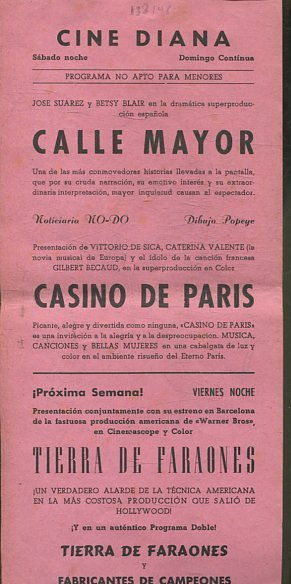 CINE DIANA
Sábado noche Domingo Contínua
PROGRAMA NO APTO PARA MENORES
JOSE SUAREZ y BETSY BLAIR en la dramática superproduc-
ción española
CALLE MAYOR
Una de las más conmovedoras historias llevadas a la pantalla,
que por su cruda narración, su emotivo interés y su extraor-
dinaria interpretación, mayor inquietud causan al espectador.
Noticiario NO-DO Dibujo Popeye
Presentación de VITTORIO DE SICA, CATERINA VALENTE (la
novia musical de Europa) y el ídolo de la canción francesa
GILBERT BECAUD, en la superproducción en Color
CASINO DE PARIS
Picante, alegre y divertida como ninguna, «CASINO DE PARIS»
es una invitación a la alegría y a la despreocupación. MUSICA,
CANCIONES y BELLAS MUJERES en una cabalgata de luz
y color en el ambiente risueño del Eterno París.
¡Próxima Semana! VIERNES NOCHE
Presentación conjuntamente con su estreno en Barcelona
de la fastuosa producción americana de «Warner Bros»,
en Cinemascope y Color
TIERRA DE FARAONES
¡UN VERDADERO ALARDE DE LA TÉCNICA AMERICANA
EN LA MÁS COSTOSA PRODUCCIÓN QUE SALIÓ DE
HOLLYWOOD!
¡Y en un auténtico Programa Doble!
TIERRA DE FARAONES
Y
FABRICANTES DE CAMPEONES